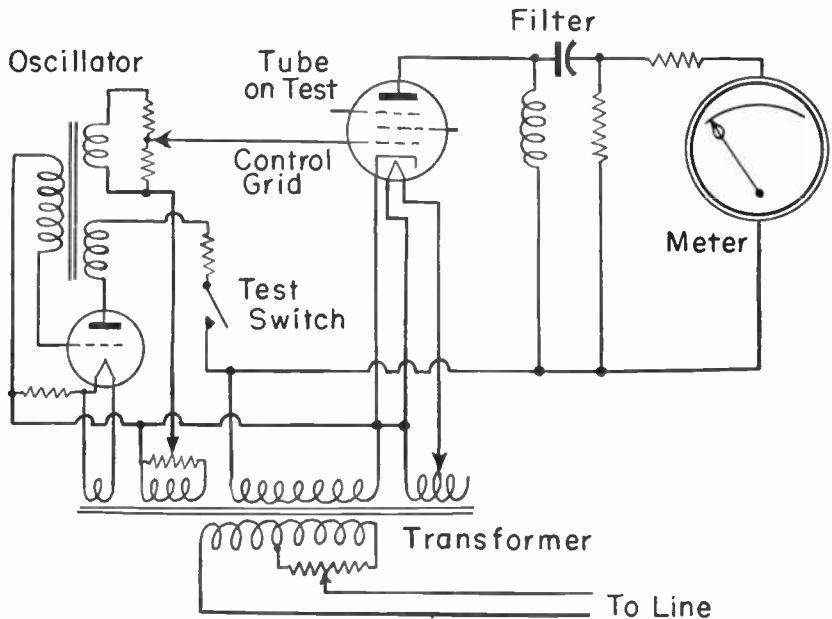 Filter
Oscillator
Tube
on Test
Control
Grid
Meter
Test
Switch
Transformer
To Line